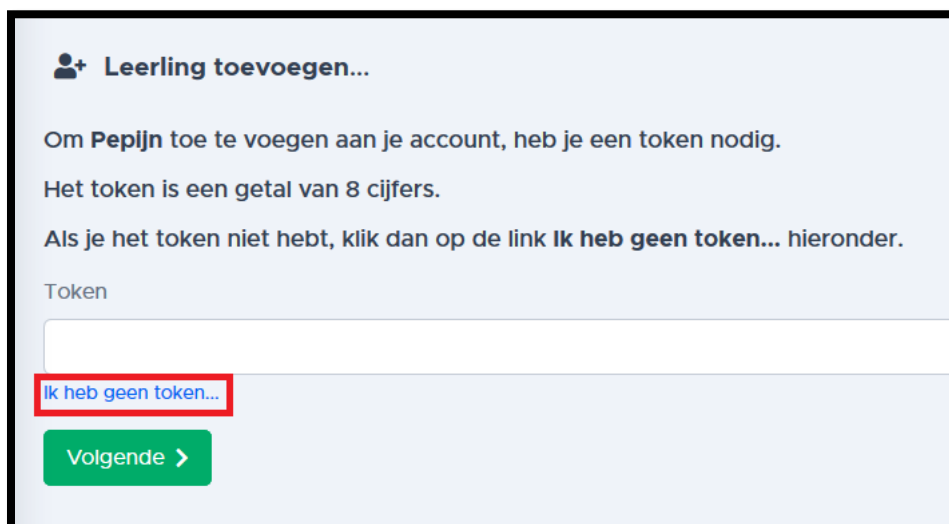 Leerling toevoegen...
Om Pepijn toe te voegen aan je account, heb je een token nodig.
Het token is een getal van 8 cijfers.
Als je het token niet hebt, klik dan op de link Ik heb geen token... hieronder.
Token
Ik heb geen token...
Volgende